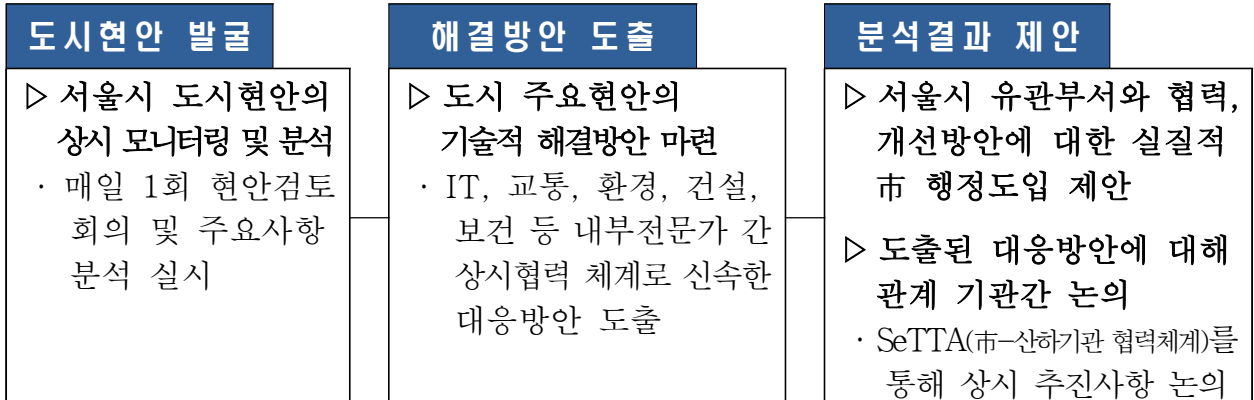 도시현안 발굴
▷ 서울시 도시현안의
상시 모니터링 및 분석
· 매일 1회 현안검토
회의 및 주요사항
분석 실시
해결방안 도출
▷ 도시 주요현안의
기술적 해결방안 마련
· IT, 교통, 환경, 건설,
보건 등 내부전문가 간
상시협력 체계로 신속한
대응방안 도출
분석결과 제안
▷ 서울시 유관부서와 협력,
개선방안에 대한 실질적
市 행정도입 제안
▷ 도출된 대응방안에 대해
관계 기관간 논의
· SeTTA(市-산하기관 협력체계)를
통해 상시 추진사항 논의